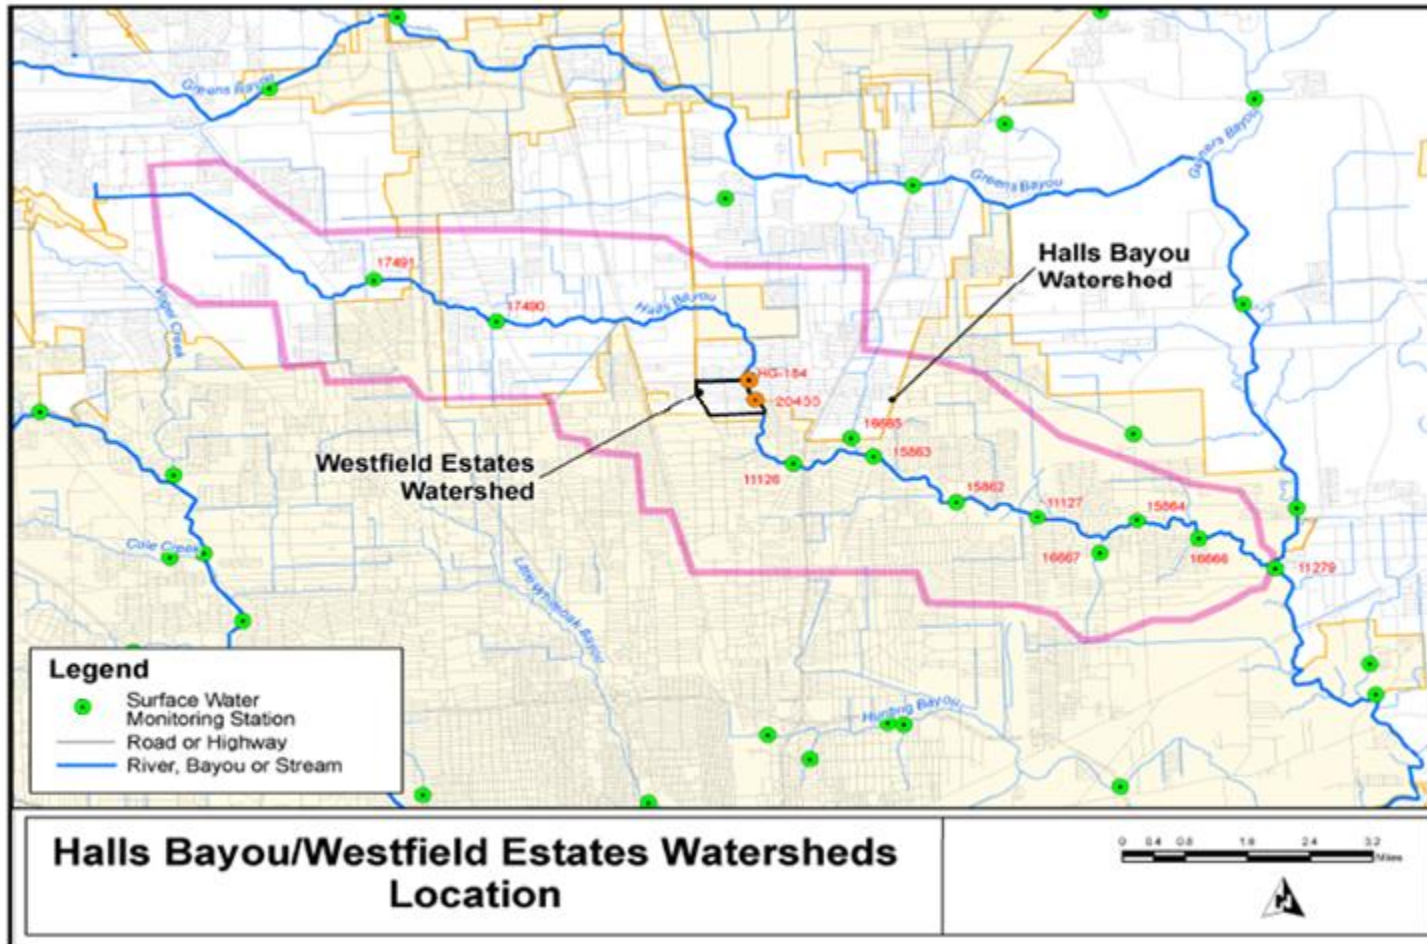 Greens Bayou
Greens Bayou
Garners Bayou
Halls Bayou
Watershed
17491
17490
Halls Bayou
Vogel Creek
HG-184
16665
15863
Westfield Estates
Watershed
11126
15862
11127
15864
16667
16666
11279
Cole Creek
Little Whiteoak Bayou
Hunting Bayou
Legend
Surface Water
Monitoring Station
Road or Highway
River, Bayou or Stream
Halls Bayou/Westfield Estates Watersheds
Location
0 0.4 0.8 1.6 2.4 3.2
Miles